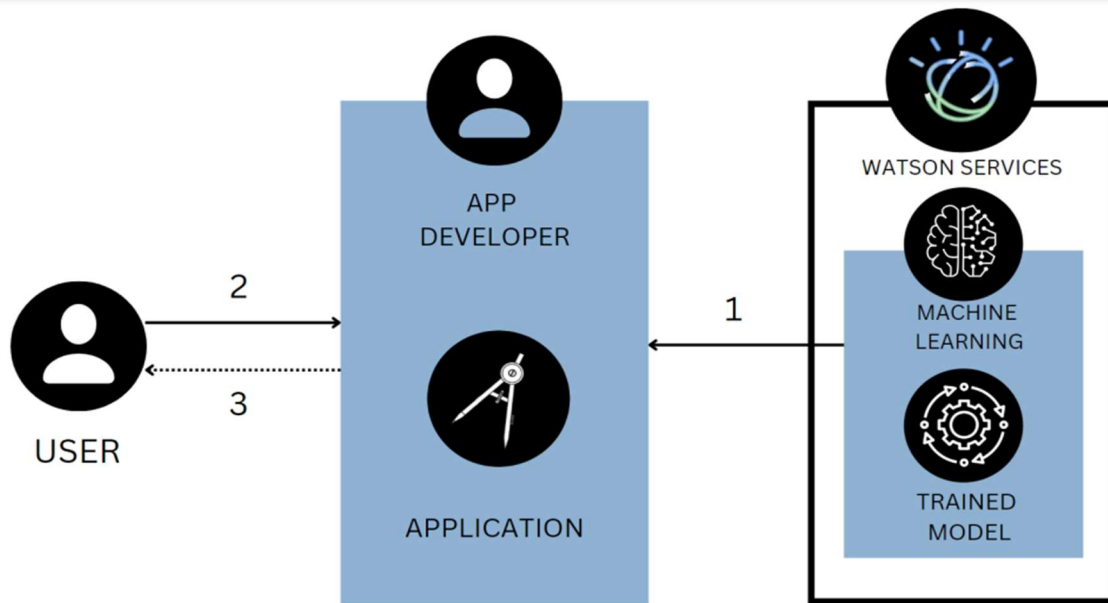 WATSON SERVICES
APP
DEVELOPER
2
1
MACHINE
LEARNING
3
USER
TRAINED
MODEL
APPLICATION